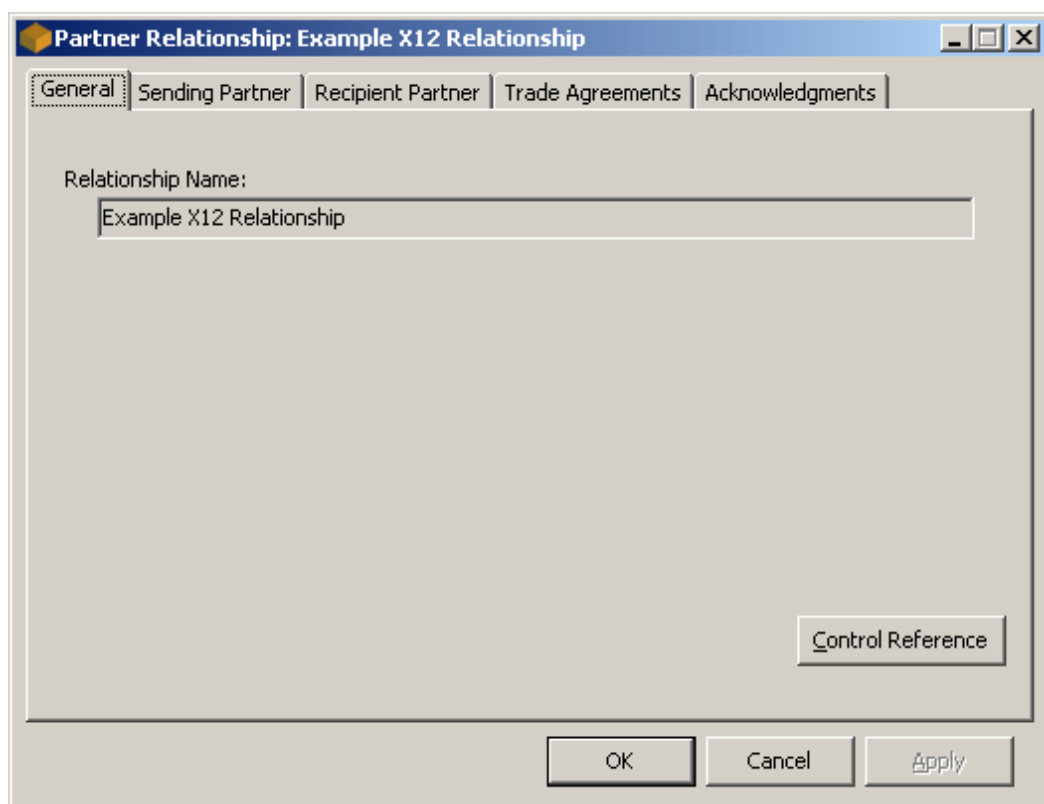 Partner Relationship: Example X12 Relationship
General Sending Partner Recipient Partner Trade Agreements Acknowledgments
Relationship Name:
Example X12 Relationship
Control Reference
OK Cancel Apply